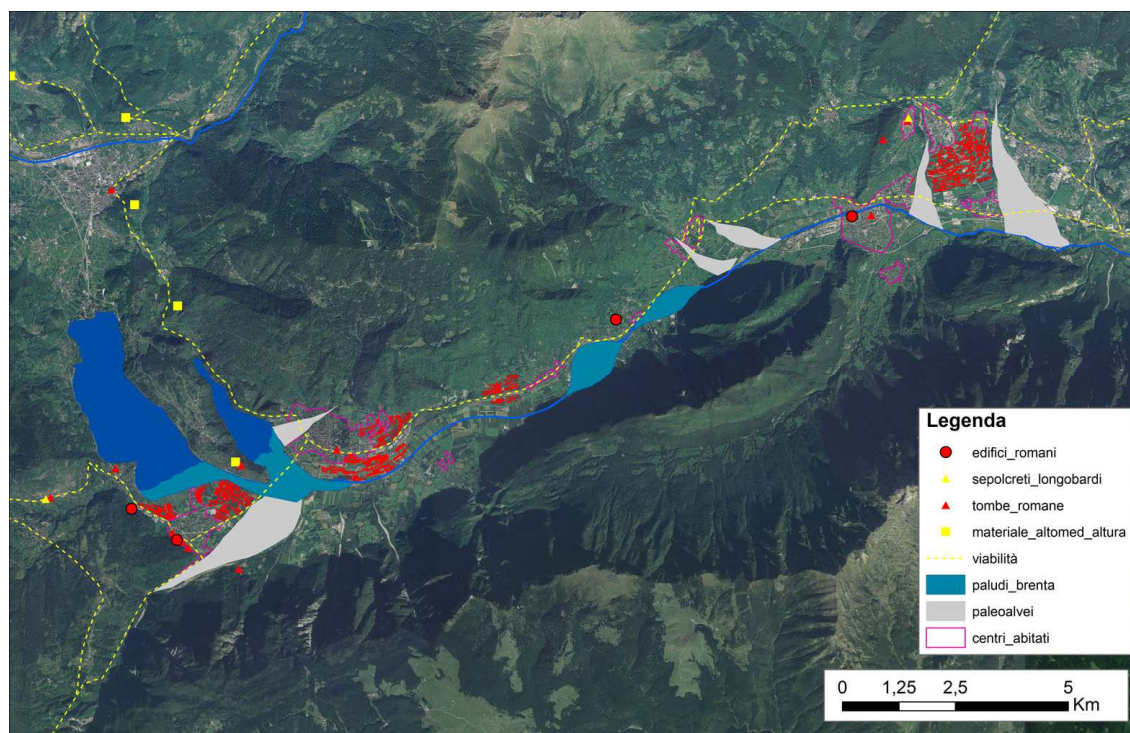 Legenda
edifici_romani
sepolcreti_longobardi
tombe_romane
materiale_altomed_altura
viabilità
paludi_brenta
paleoalvei
centri_abitati
0 1,25 2,5 5
Km